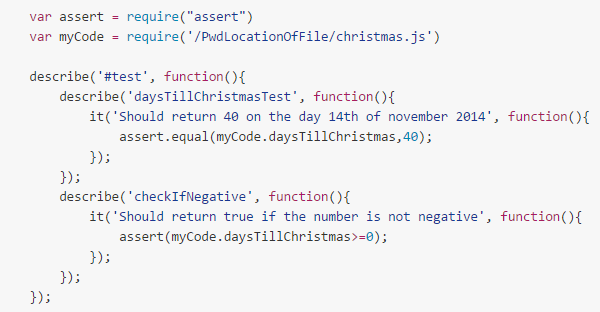 var assert = require("assert")
var myCode = require('/PwdLocationOfFile/christmas.js')

describe('#test', function(){
    describe('daysTillChristmasTest', function(){
        it('Should return 40 on the day 14th of november 2014', function(){
            assert.equal(myCode.daysTillChristmas,40);
        });
    });
    describe('checkIfNegative', function(){
        it('Should return true if the number is not negative', function(){
            assert(myCode.daysTillChristmas>=0);
        });
    });
});